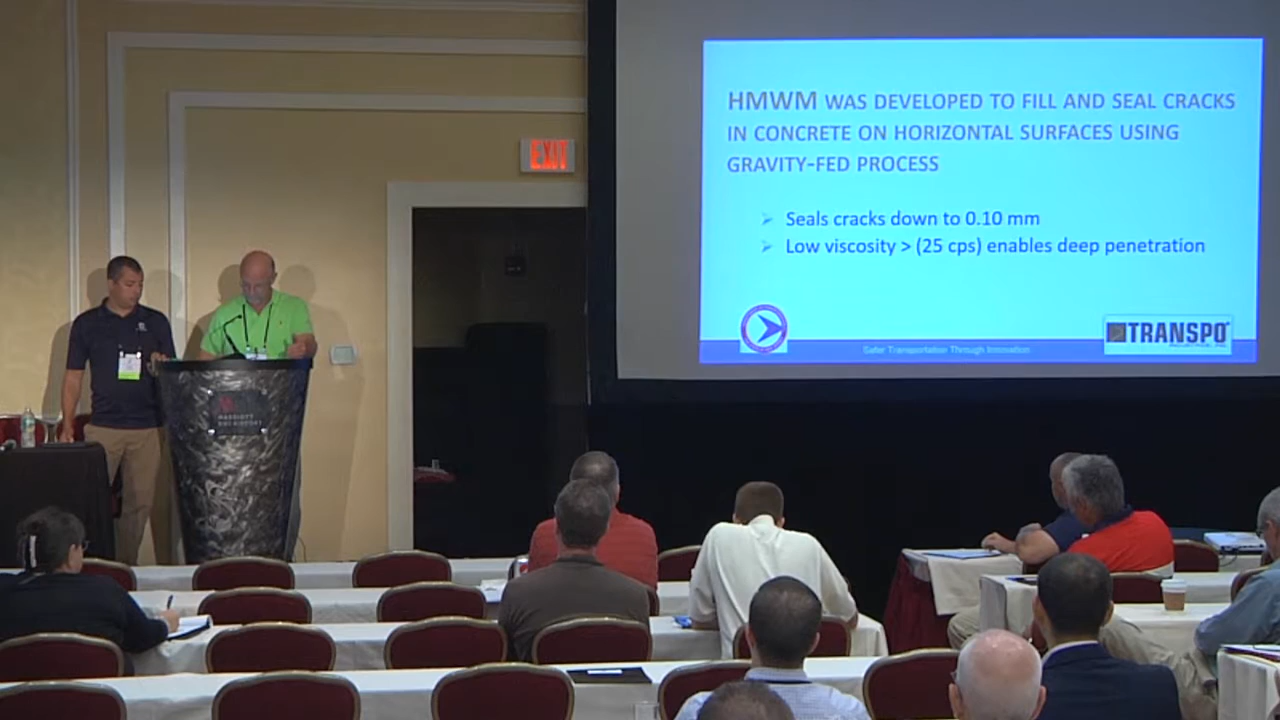 EXIT
HMWM WAS DEVELOPED TO FILL AND SEAL CRACKS
IN CONCRETE ON HORIZONTAL SURFACES USING
GRAVITY-FED PROCESS
Seals cracks down to 0.10 mm
Low viscosity > (25 cps) enables deep penetration
Safer Transportation Through Innovation
TRANSPO
MARRIOTT